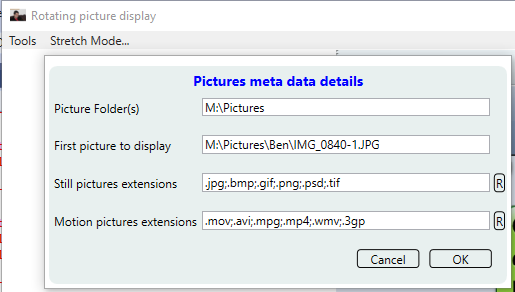 Rotating picture display
Tools Stretch Mode...
Pictures meta data details
Picture Folder(s) M:\Pictures
First picture to display M:\Pictures\Ben\IMG_0840-1.JPG
Still pictures extensions .jpg;.bmp;.gif;.png;.psd;.tif R
Motion pictures extensions .mov;.avi;.mpg;.mp4;.wmv;.3gp R
Cancel OK